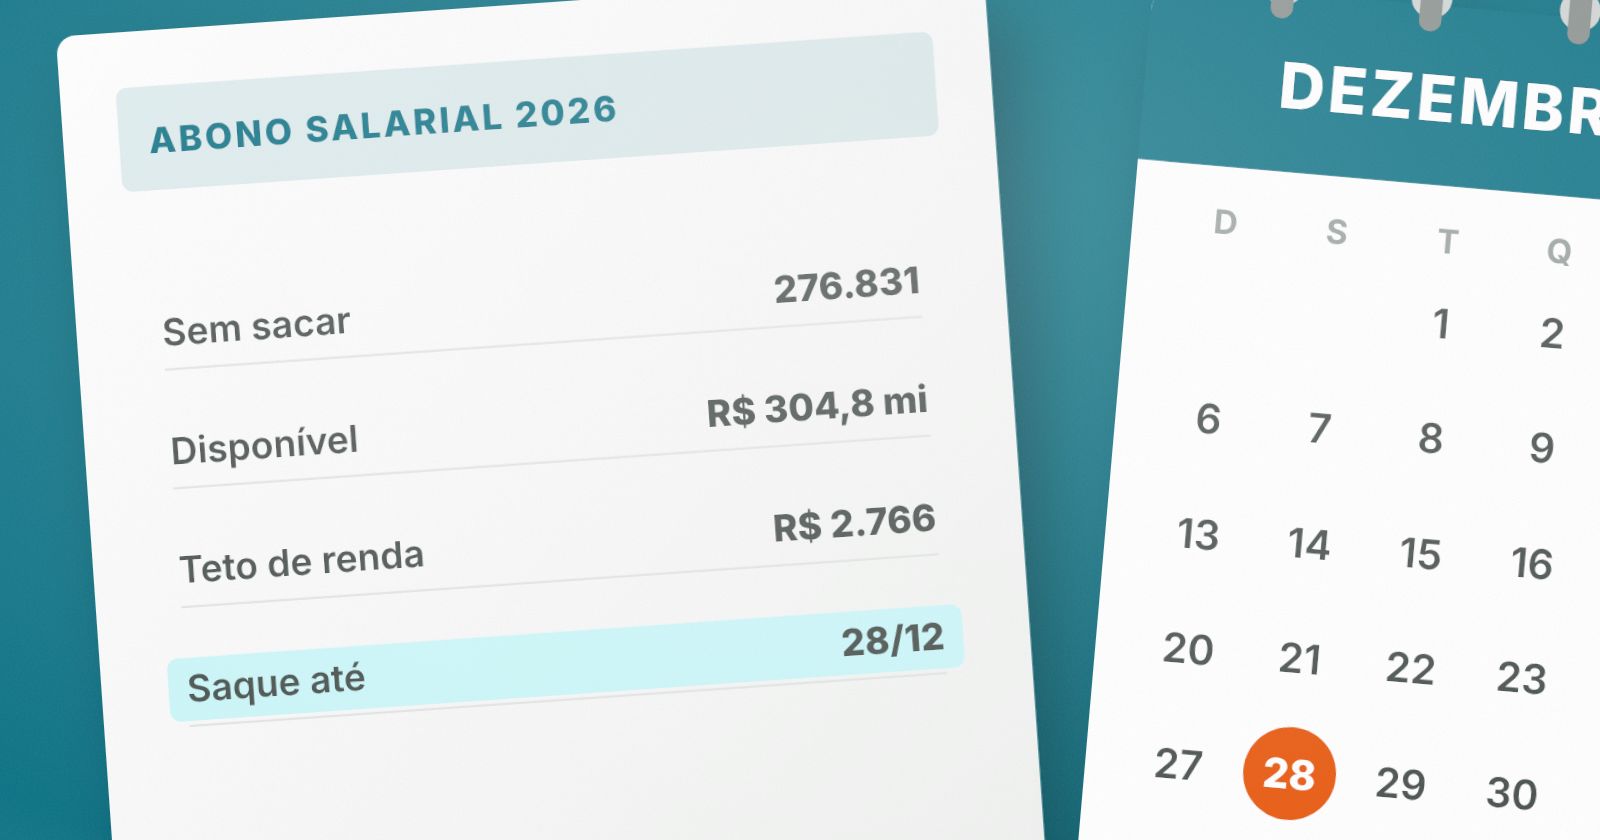 ABONO SALARIAL 2026
Sem sacar 276.831
Disponível R$ 304,8 mi
Teto de renda R$ 2.766
Saque até 28/12
DEZEMBR
D S T Q
1 2
6 7 8 9
13 14 15 16
20 21 22 23
27 28 29 30